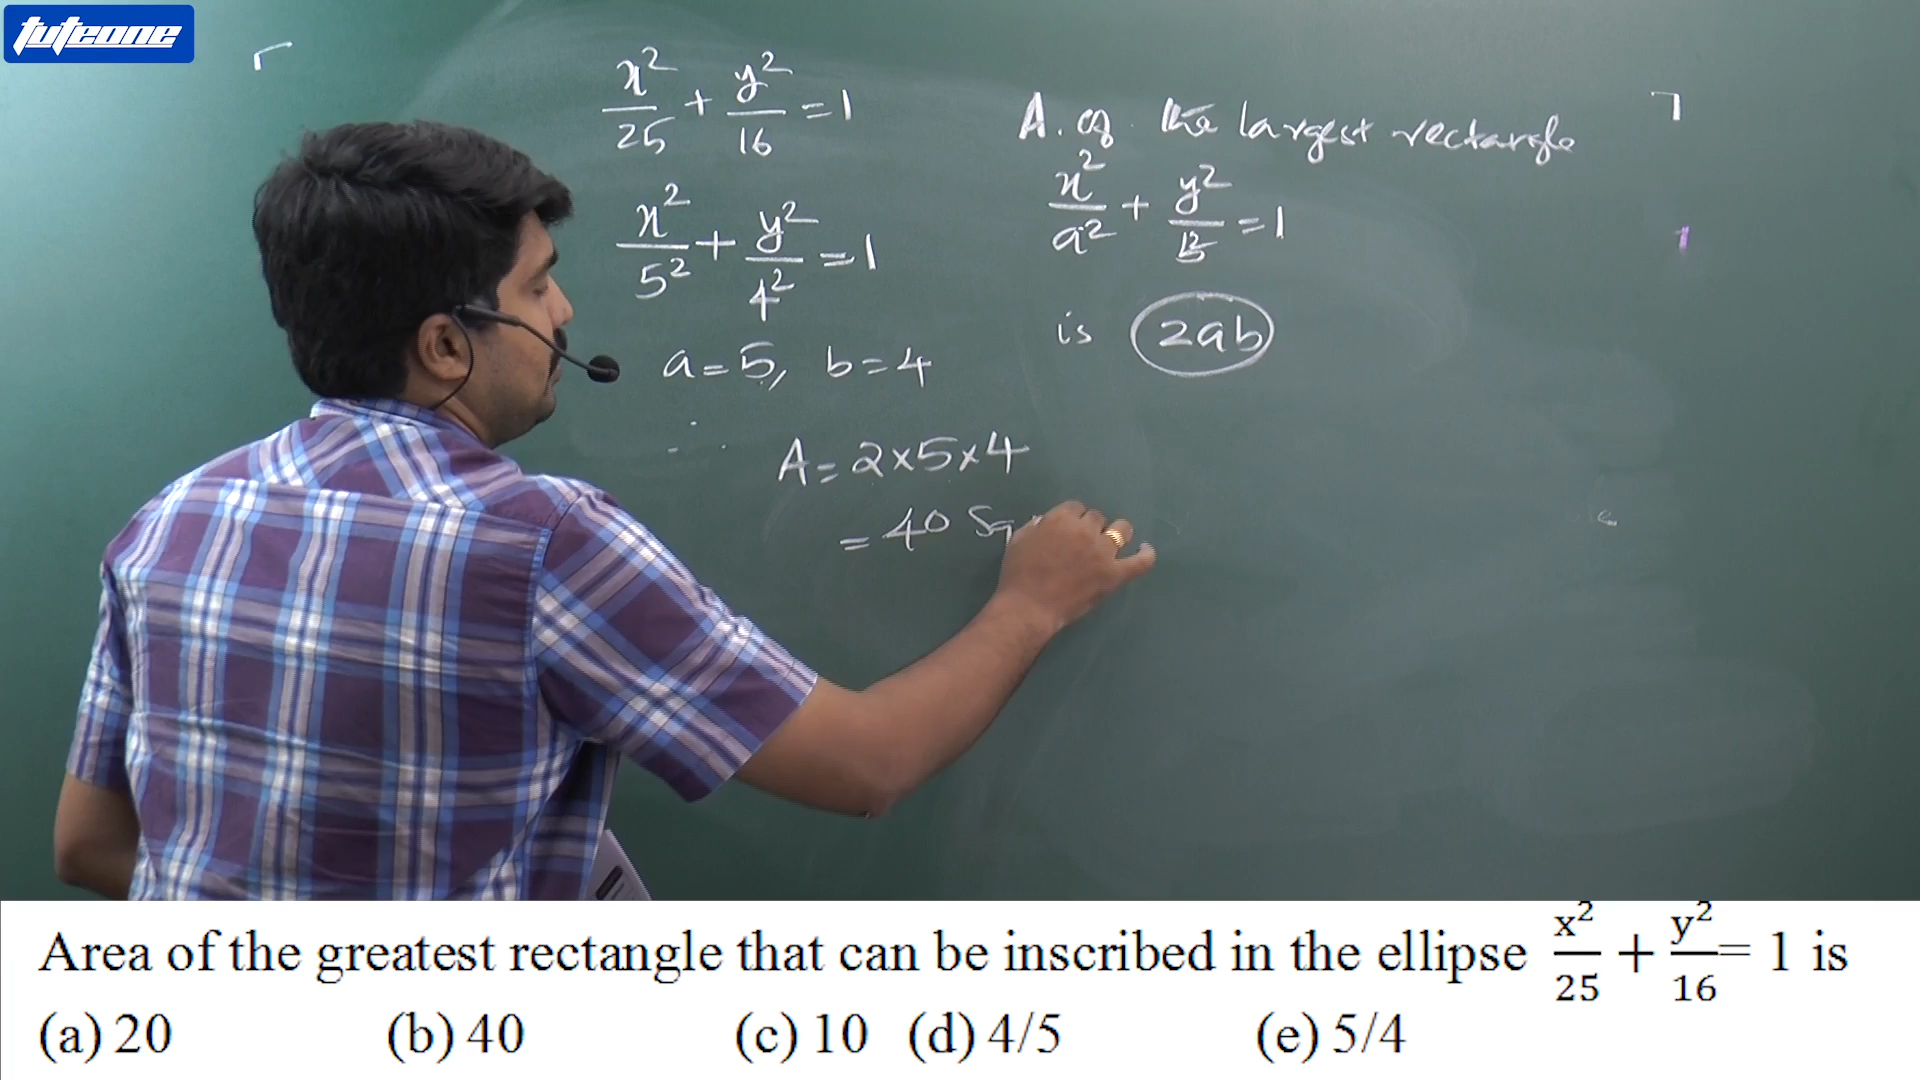 tuteone
x²/25 + y²/16 = 1
x²/5² + y²/4² = 1
a = 5, b = 4
∴ A = 2×5×4
= 40 Sq
A. of the largest rectangle
x²/a² + y²/b² = 1
is 2ab
Area of the greatest rectangle that can be inscribed in the ellipse x²/25 + y²/16 = 1 is
(a) 20 (b) 40 (c) 10 (d) 4/5 (e) 5/4